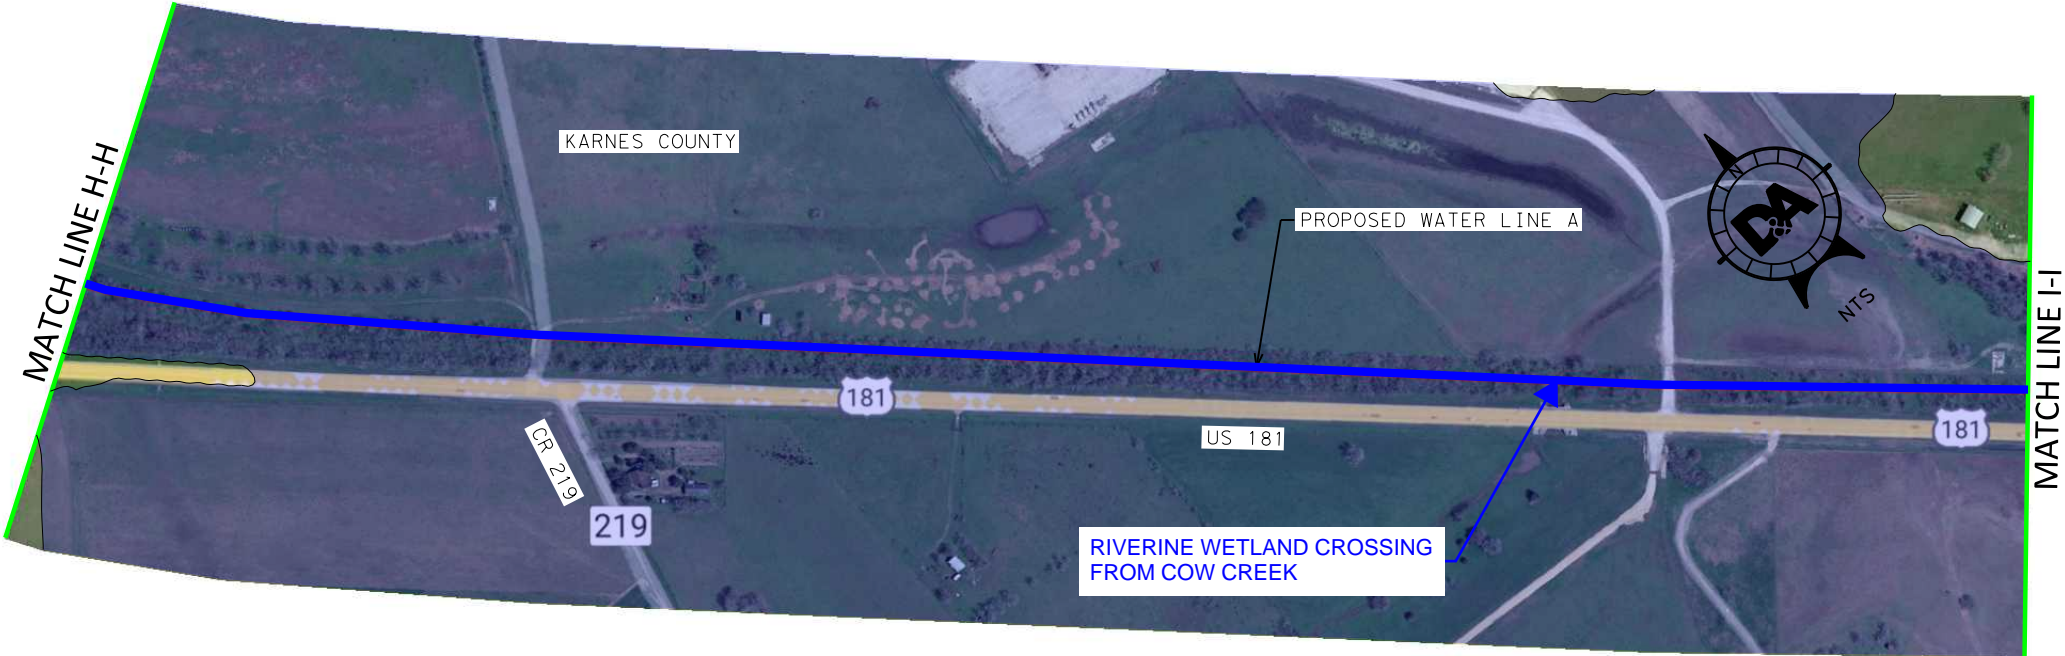 MATCH LINE H-H
KARNES COUNTY
PROPOSED WATER LINE A
N
D&A
NTS
MATCH LINE I-I
181
US 181
181
CR 219
219
RIVERINE WETLAND CROSSING
FROM COW CREEK